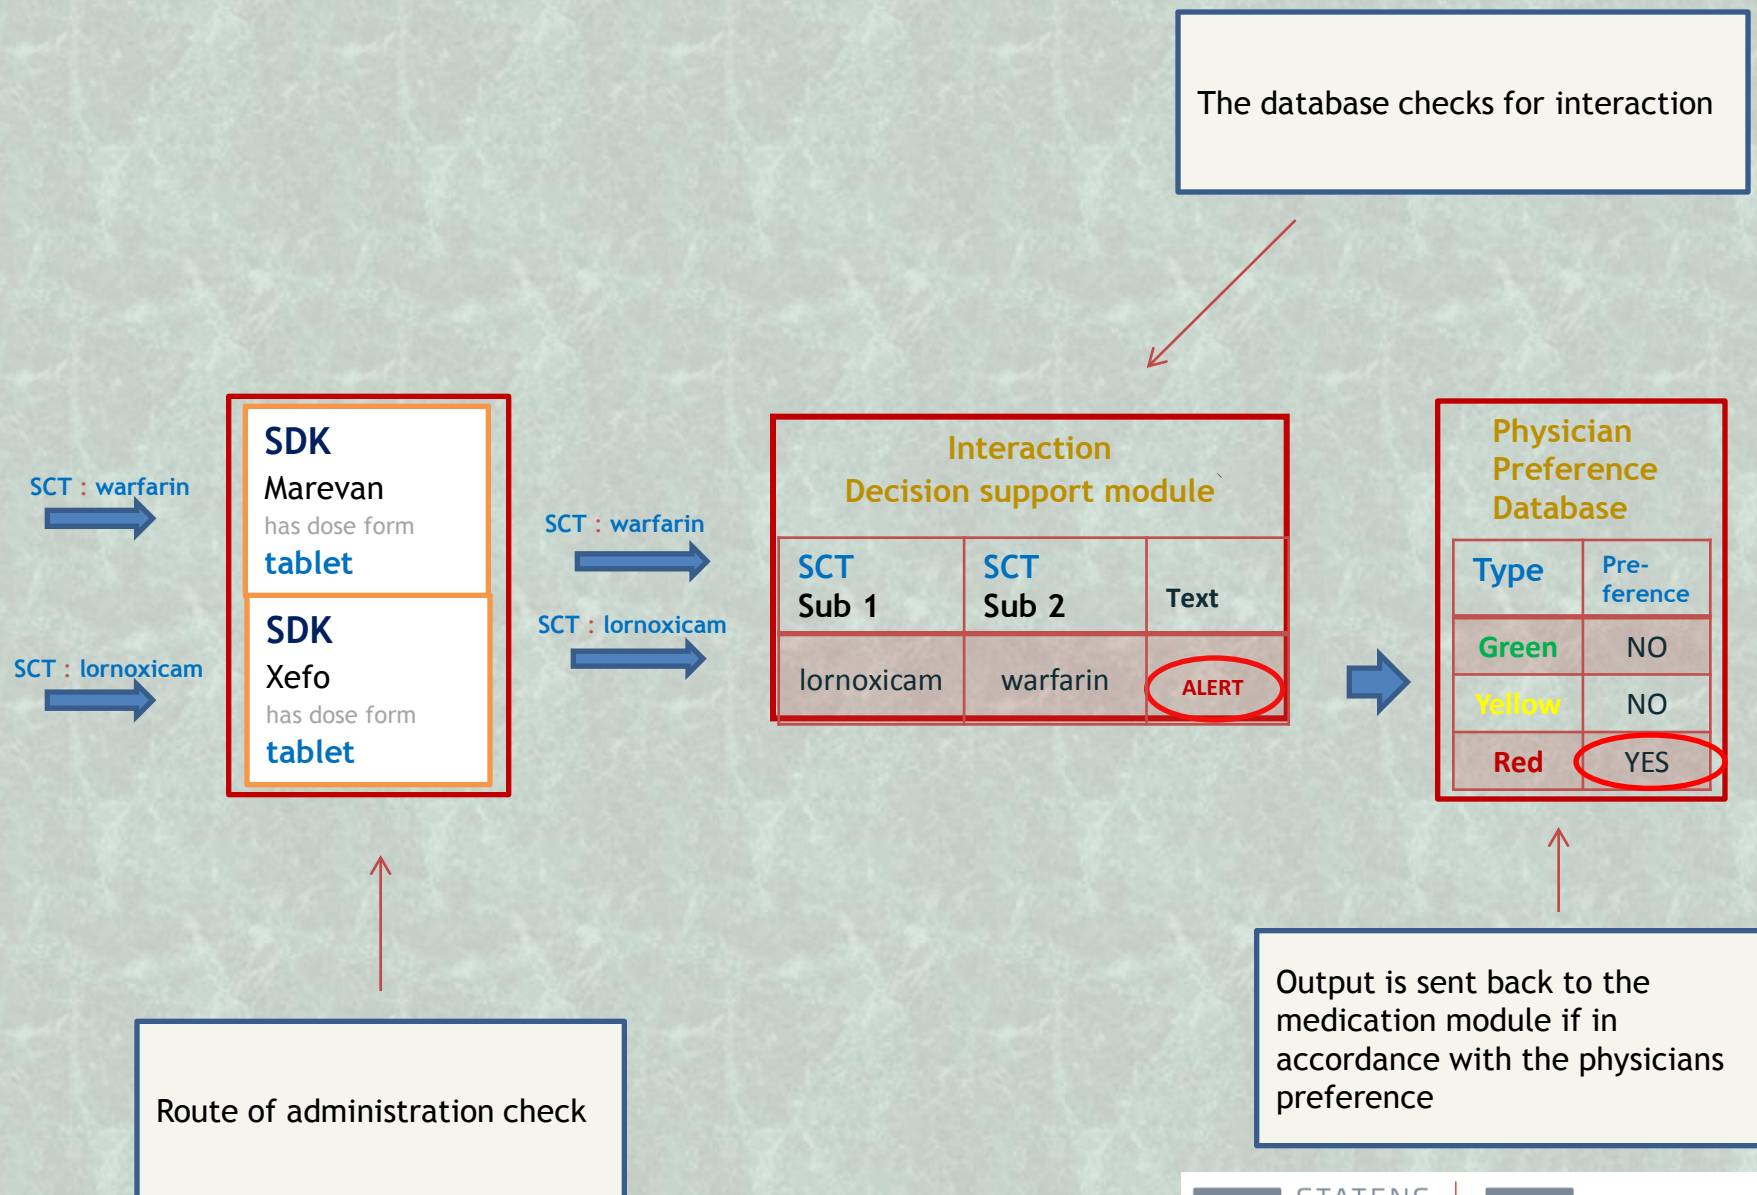 The database checks for interaction
SCT : warfarin
SCT : lornoxicam
SDK
Marevan
has dose form
tablet
SDK
Xefo
has dose form
tablet
SCT : warfarin
SCT : lornoxicam
Interaction
Decision support module`
SCT
Sub 1
SCT
Sub 2
Text
lornoxicam
warfarin
ALERT
Physician
Preference
Database
Type
Pre-
ference
Green
NO
Yellow
NO
Red
YES
Route of administration check
Output is sent back to the
medication module if in
accordance with the physicians
preference
STATENS